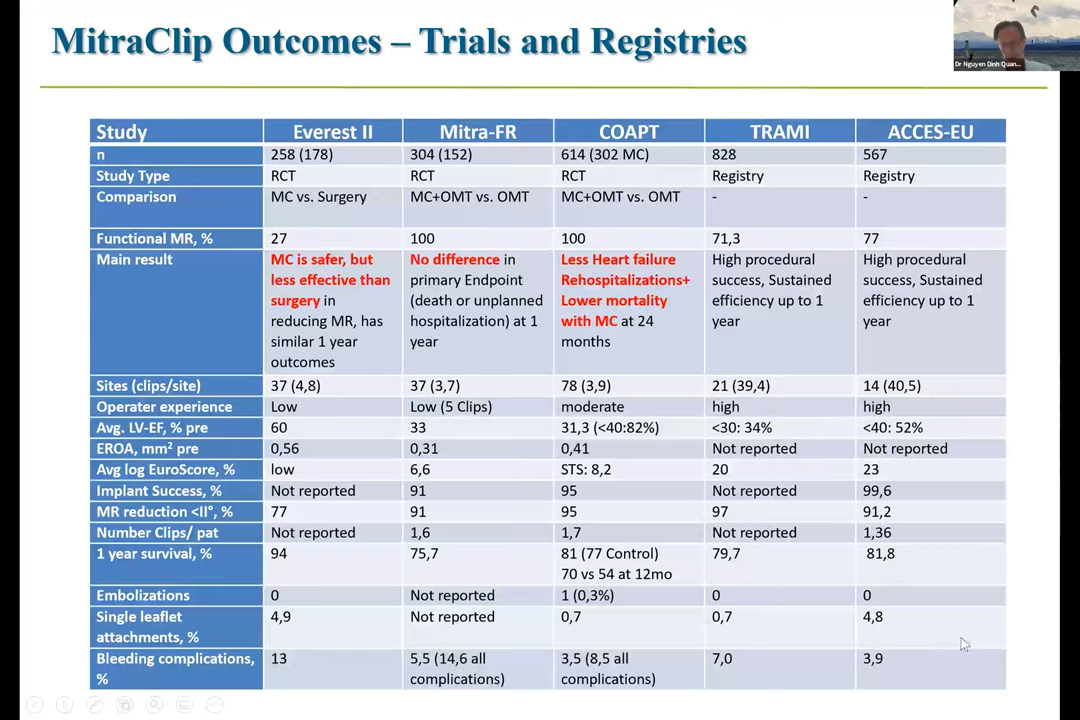 MitraClip Outcomes – Trials and Registries
Dr Nguyen Dinh Quan...
Study Everest II Mitra-FR COAPT TRAMI ACCES-EU
n 258 (178) 304 (152) 614 (302 MC) 828 567
Study Type RCT RCT RCT Registry Registry
Comparison MC vs. Surgery MC+OMT vs. OMT MC+OMT vs. OMT - -
Functional MR, % 27 100 100 71,3 77
Main result MC is safer, but No difference in Less Heart failure High procedural High procedural
less effective than primary Endpoint Rehospitalizations+ success, Sustained success, Sustained
surgery in (death or unplanned Lower mortality efficiency up to 1 efficiency up to 1
reducing MR, has hospitalization) at 1 with MC at 24 year year
similar 1 year year months
outcomes
Sites (clips/site) 37 (4,8) 37 (3,7) 78 (3,9) 21 (39,4) 14 (40,5)
Operater experience Low Low (5 Clips) moderate high high
Avg. LV-EF, % pre 60 33 31,3 (<40:82%) <30: 34% <40: 52%
EROA, mm² pre 0,56 0,31 0,41 Not reported Not reported
Avg log EuroScore, % low 6,6 STS: 8,2 20 23
Implant Success, % Not reported 91 95 Not reported 99,6
MR reduction <II°, % 77 91 95 97 91,2
Number Clips/ pat Not reported 1,6 1,7 Not reported 1,36
1 year survival, % 94 75,7 81 (77 Control) 79,7 81,8
70 vs 54 at 12mo
Embolizations 0 Not reported 1 (0,3%) 0 0
Single leaflet 4,9 Not reported 0,7 0,7 4,8
attachments, %
Bleeding complications, 13 5,5 (14,6 all 3,5 (8,5 all 7,0 3,9
% complications) complications)